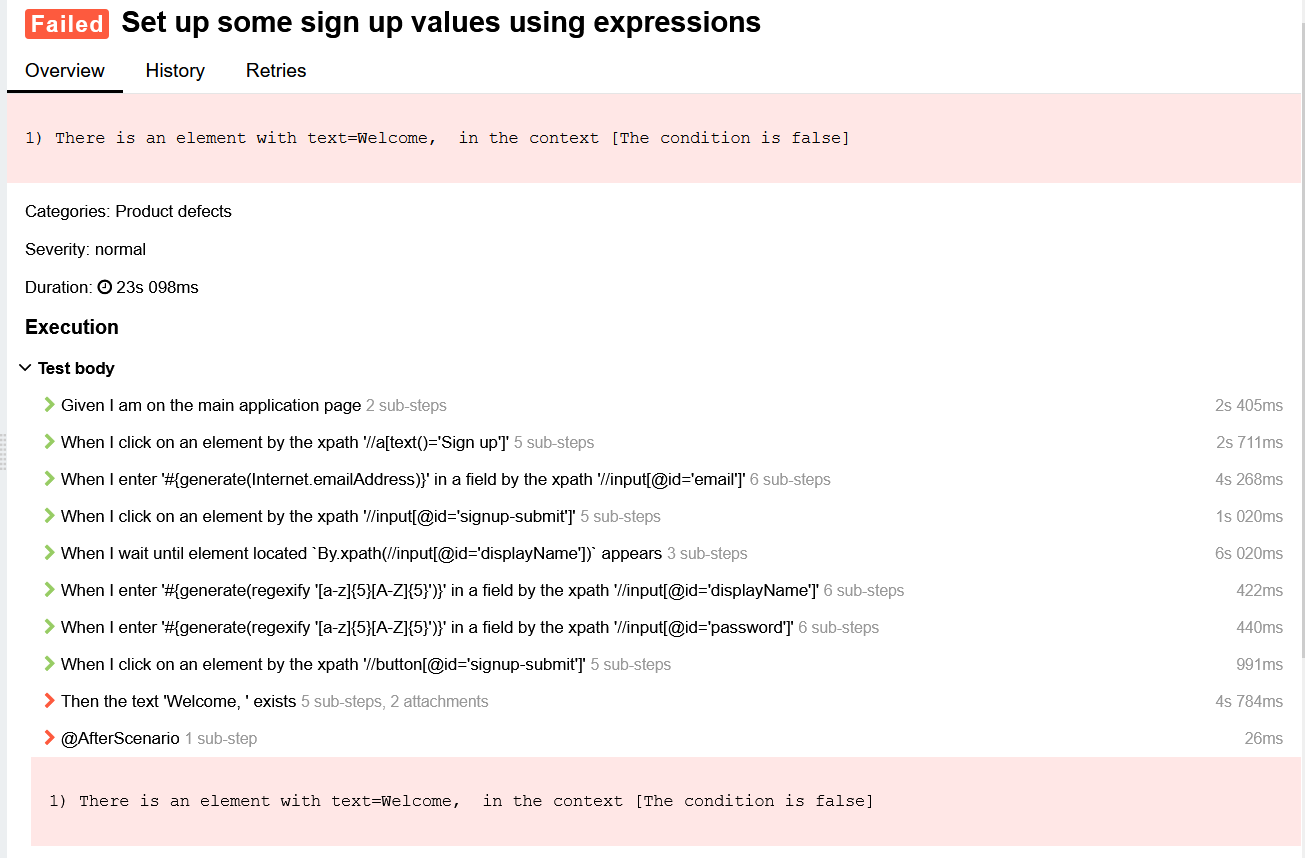 Failed Set up some sign up values using expressions
Overview History Retries
1) There is an element with text=Welcome,  in the context [The condition is false]
Categories: Product defects
Severity: normal
Duration: 23s 098ms
Execution
Test body
Given I am on the main application page 2 sub-steps 2s 405ms
When I click on an element by the xpath '//a[text()='Sign up']' 5 sub-steps 2s 711ms
When I enter '#{generate(Internet.emailAddress)}' in a field by the xpath '//input[@id='email']' 6 sub-steps 4s 268ms
When I click on an element by the xpath '//input[@id='signup-submit']' 5 sub-steps 1s 020ms
When I wait until element located `By.xpath(//input[@id='displayName'])` appears 3 sub-steps 6s 020ms
When I enter '#{generate(regexify '[a-z]{5}[A-Z]{5}')}' in a field by the xpath '//input[@id='displayName']' 6 sub-steps 422ms
When I enter '#{generate(regexify '[a-z]{5}[A-Z]{5}')}' in a field by the xpath '//input[@id='password']' 6 sub-steps 440ms
When I click on an element by the xpath '//button[@id='signup-submit']' 5 sub-steps 991ms
Then the text 'Welcome, ' exists 5 sub-steps, 2 attachments 4s 784ms
@AfterScenario 1 sub-step 26ms
1) There is an element with text=Welcome,  in the context [The condition is false]